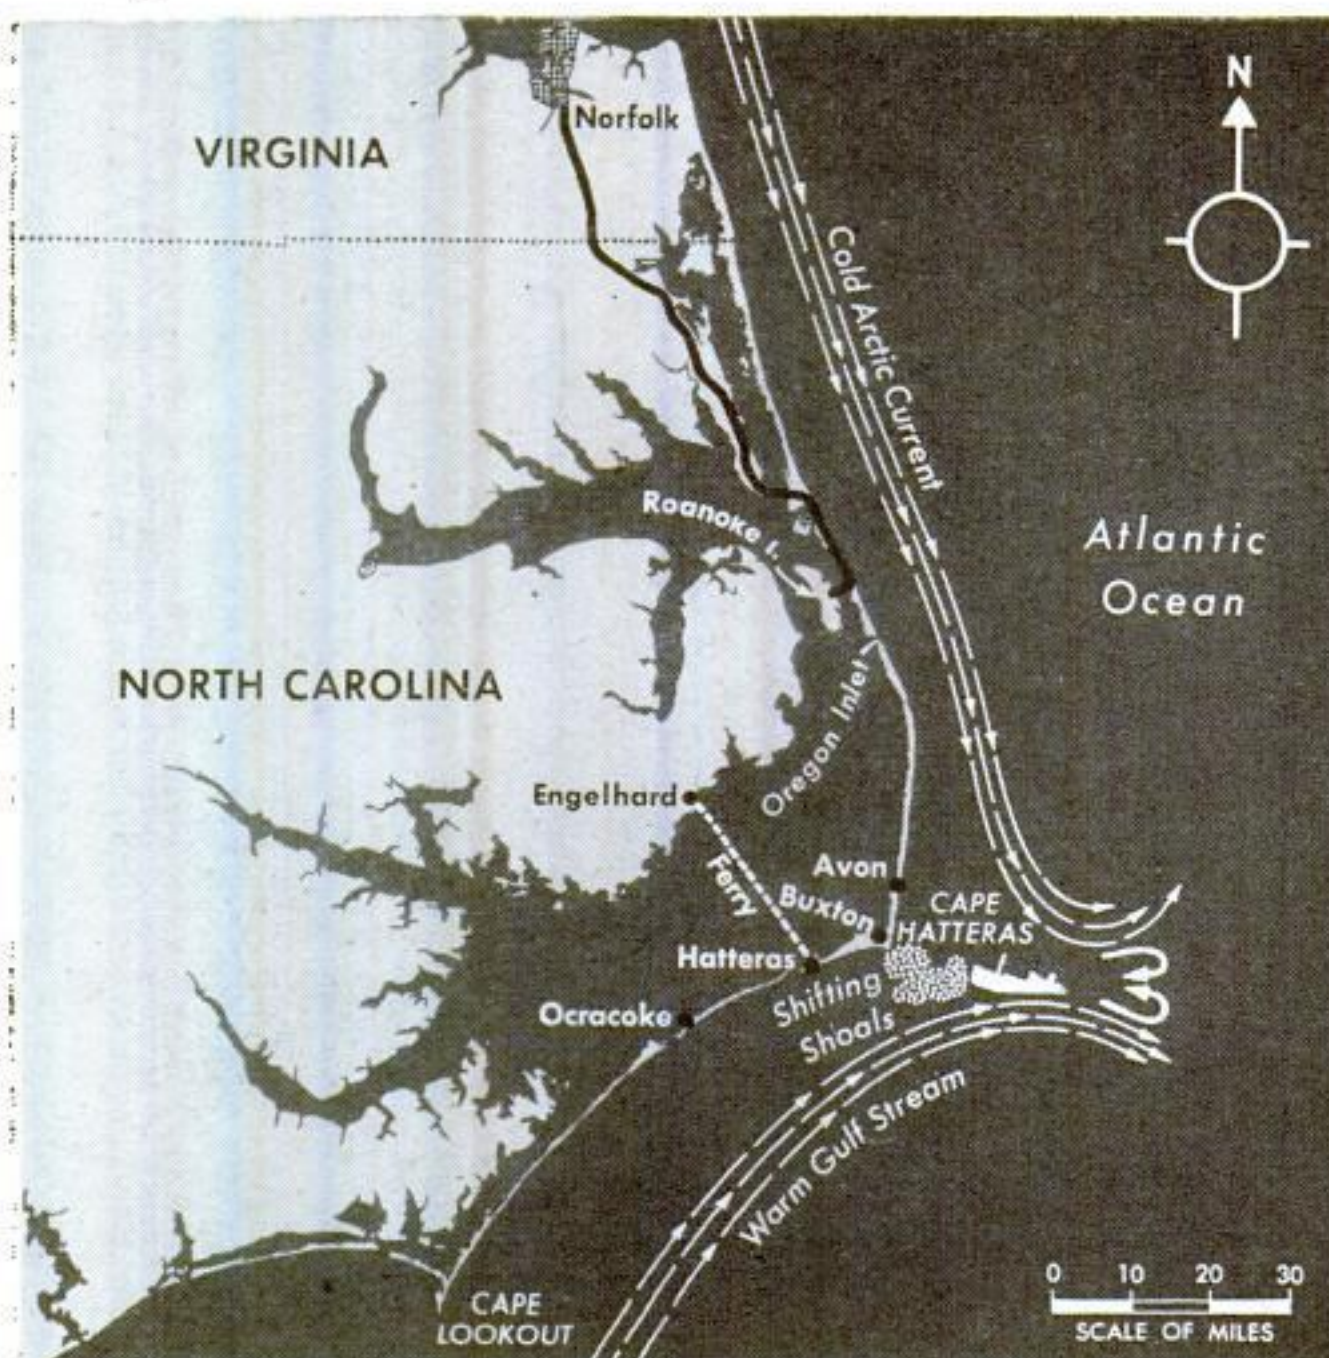 N
Norfolk
VIRGINIA
Cold Arctic Current
Roanoke I.
Atlantic
Ocean
NORTH CAROLINA
Oregon Inlet
Engelhard
Ferry
Avon
Buxton
CAPE
HATTERAS
Hatteras
Shifting
Shoals
Ocracoke
Warm Gulf Stream
CAPE
LOOKOUT
0 10 20 30
SCALE OF MILES